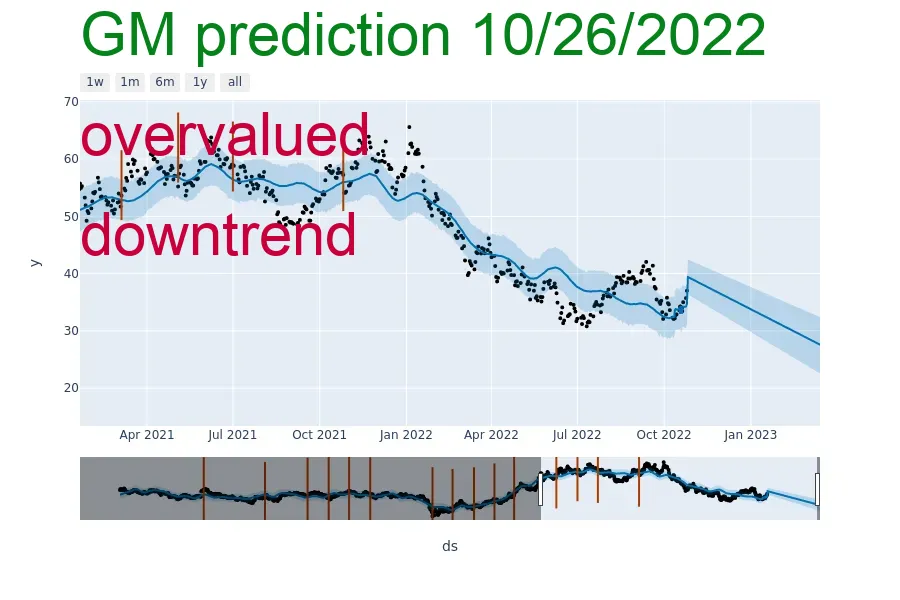 GM prediction 10/26/2022
1w 1m 6m 1y all
overvalued
downtrend
y
70
60
50
40
30
20
Apr 2021 Jul 2021 Oct 2021 Jan 2022 Apr 2022 Jul 2022 Oct 2022 Jan 2023
ds